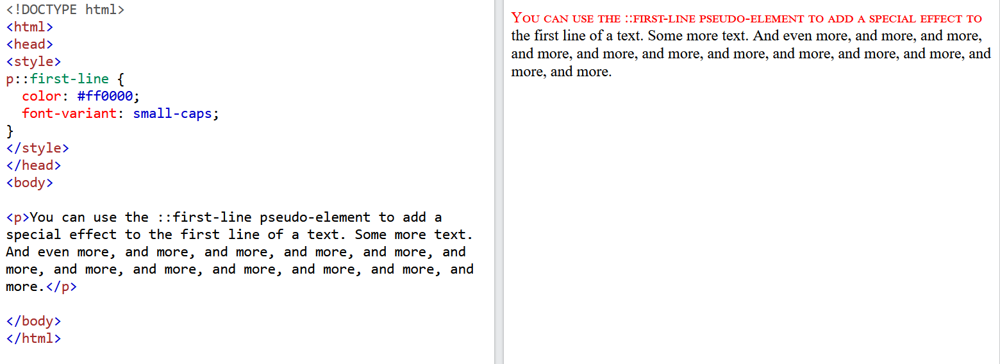 <!DOCTYPE html>
<html>
<head>
<style>
p::first-line {
  color: #ff0000;
  font-variant: small-caps;
}
</style>
</head>
<body>

<p>You can use the ::first-line pseudo-element to add a
special effect to the first line of a text. Some more text.
And even more, and more, and more, and more, and more, and
more, and more, and more, and more, and more, and more, and
more.</p>

</body>
</html>
You can use the ::first-line pseudo-element to add a special effect to
the first line of a text. Some more text. And even more, and more, and more,
and more, and more, and more, and more, and more, and more, and more, and
more, and more.